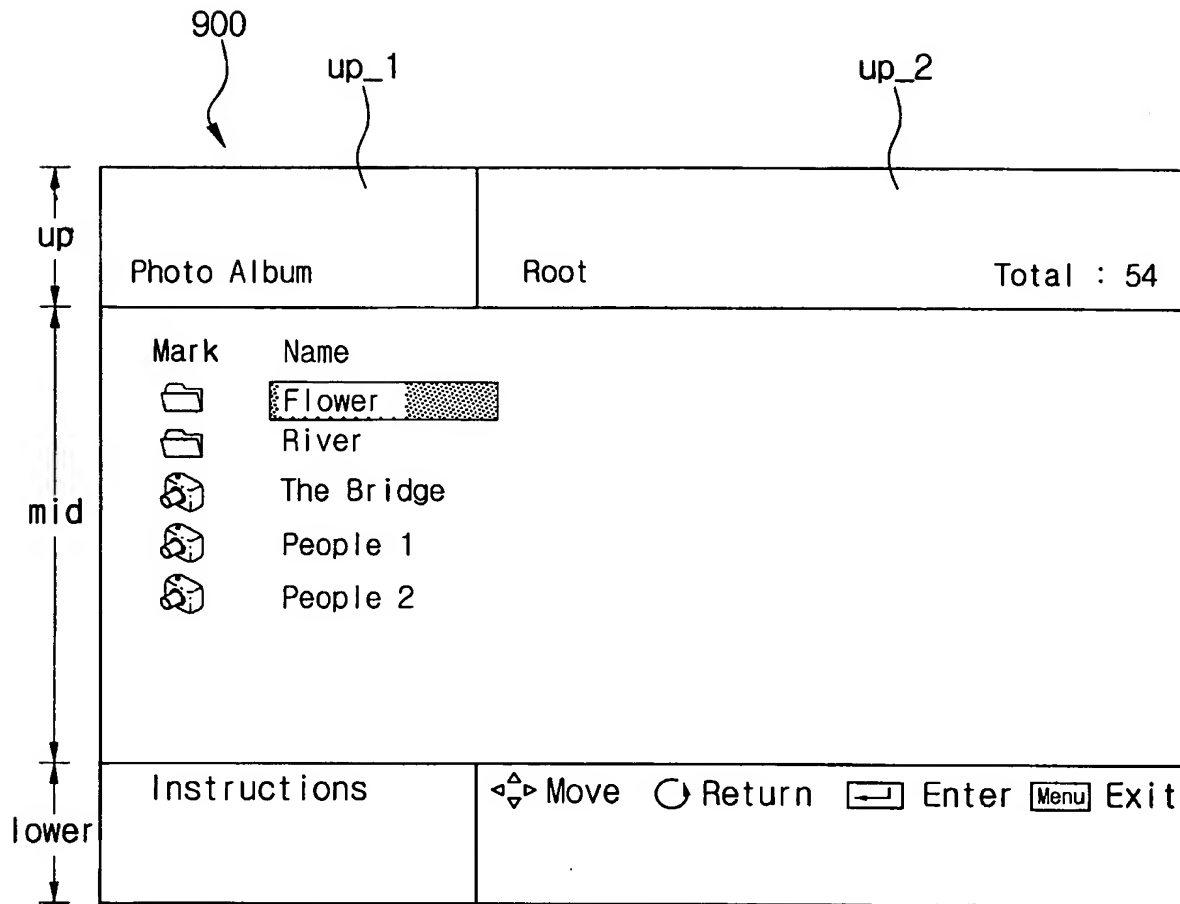 900
up_1 up_2
up
Photo Album Root Total : 54
Mark Name
Flower
River
The Bridge
mid
People 1
People 2
Instructions Move Return Enter Menu Exit
lower